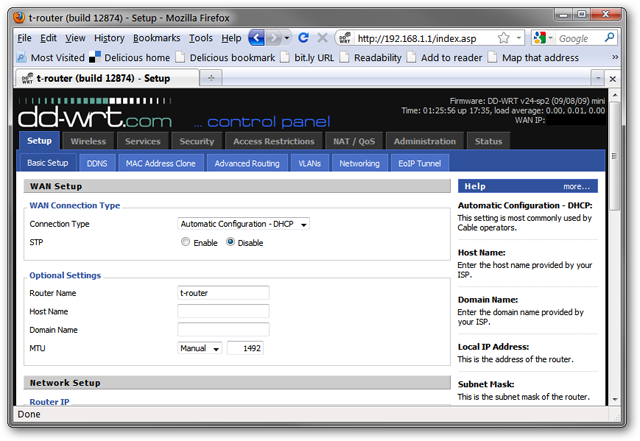 t-router (build 12874) - Setup - Mozilla Firefox
File Edit View History Bookmarks Tools Help
http://192.168.1.1/index.asp
Google
Most Visited Delicious home Delicious bookmark bit.ly URL Readability Add to reader Map that address
t-router (build 12874) - Setup
dd-wrt.com ... control panel
Firmware: DD-WRT v24-sp2 (09/08/09) mini
Time: 01:25:56 up 17:35, load average: 0.00, 0.01, 0.00
WAN IP:
Setup Wireless Services Security Access Restrictions NAT / QoS Administration Status
Basic Setup DDNS MAC Address Clone Advanced Routing VLANs Networking EoIP Tunnel
WAN Setup
WAN Connection Type
Connection Type Automatic Configuration - DHCP
STP Enable Disable
Optional Settings
Router Name t-router
Host Name
Domain Name
MTU Manual 1492
Network Setup
Router IP
Help more...
Automatic Configuration - DHCP:
This setting is most commonly used by
Cable operators.
Host Name:
Enter the host name provided by your
ISP.
Domain Name:
Enter the domain name provided by
your ISP.
Local IP Address:
This is the address of the router.
Subnet Mask:
This is the subnet mask of the router.
Done